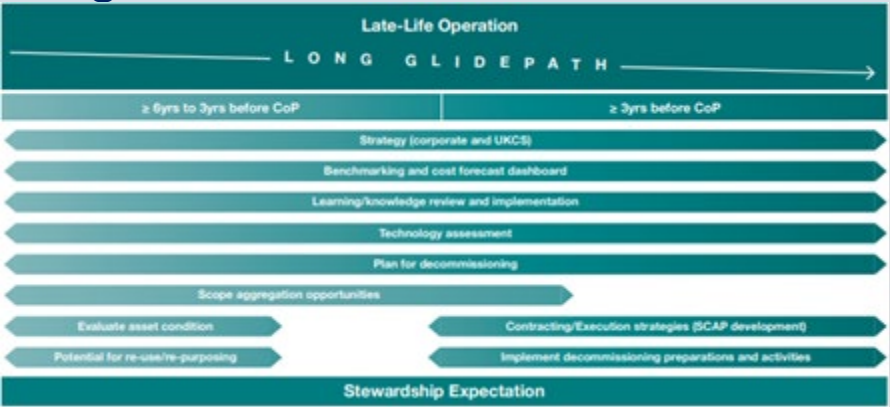 Late-Life Operation
LONG GLIDEPATH
≥ 6yrs to 3yrs before CoP ≥ 3yrs before CoP
Strategy (corporate and UKCS)
Benchmarking and cost forecast dashboard
Learning/knowledge review and implementation
Technology assessment
Plan for decommissioning
Scope aggregation opportunities
Evaluate asset condition Contracting/Execution strategies (SCAP development)
Potential for re-use/re-purposing Implement decommissioning preparations and activities
Stewardship Expectation